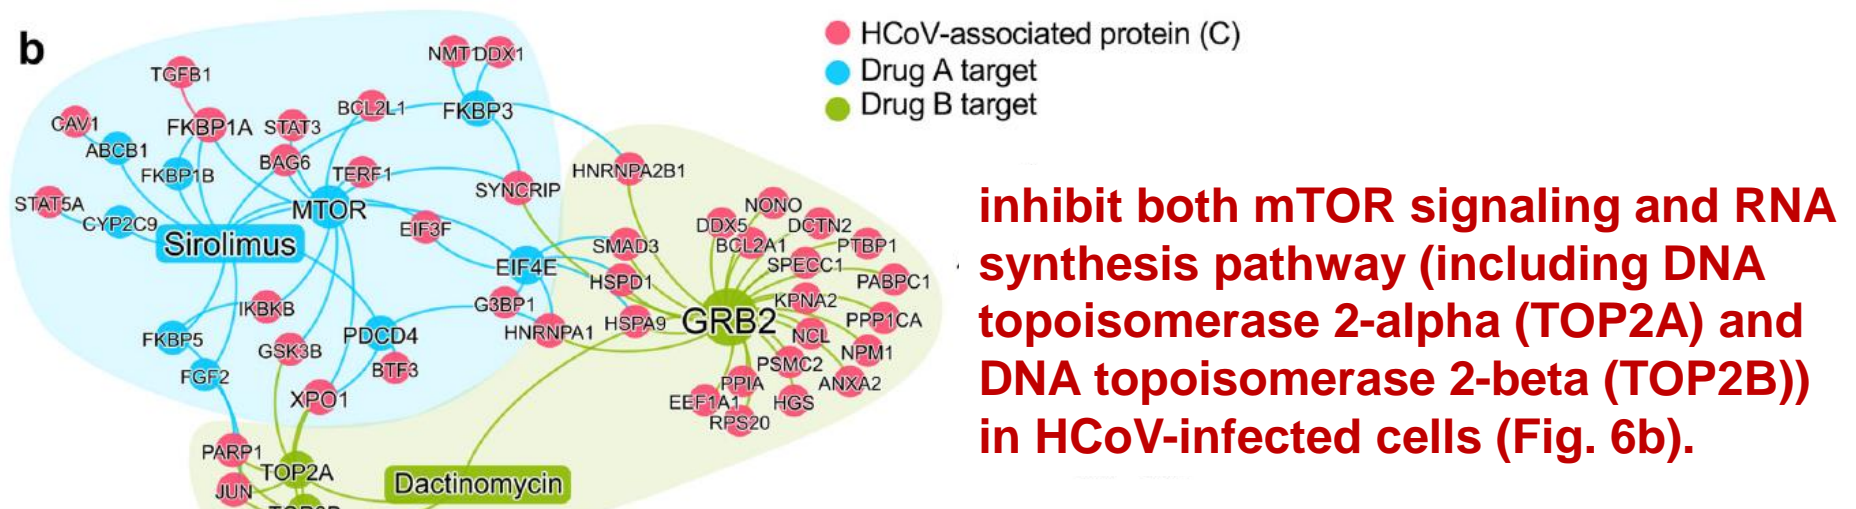 b
HCoV-associated protein (C)
Drug A target
Drug B target
NMT1 DDX1
TGFB1
BCL2L1
FKBP3
CAV1
FKBP1A
STAT3
ABCB1
BAG6
TERF1
HNRNPA2B1
FKBP1B
SYNCRIP
STAT5A
MTOR
NONO
CYP2C9
EIF3F
DDX5
DCTN2
Sirolimus
SMAD3
BCL2A1
PTBP1
EIF4E
SPECC1
HSPD1
PABPC1
IKBKB
G3BP1
KPNA2
FKBP5
PDCD4
HNRNPA1
HSPA9
GRB2
PPP1CA
NCL
GSK3B
NPM1
FGF2
BTF3
PSMC2
XPO1
PPIA
ANXA2
EEF1A1
HGS
RPS20
PARP1
TOP2A
JUN
Dactinomycin
inhibit both mTOR signaling and RNA
synthesis pathway (including DNA
topoisomerase 2-alpha (TOP2A) and
DNA topoisomerase 2-beta (TOP2B))
in HCoV-infected cells (Fig. 6b).